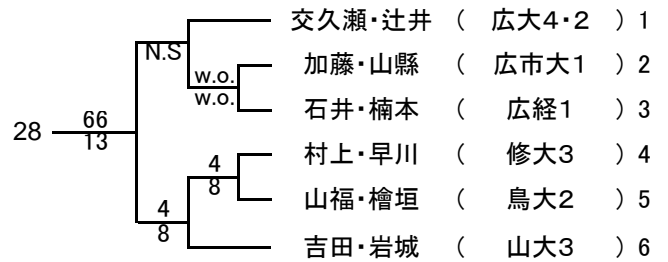 交久瀬・辻井 ( 広大4・2 ) 1
N.S
加藤・山縣 ( 広市大1 ) 2
w.o.
w.o.
石井・楠本 ( 広経1 ) 3
28
66
13
村上・早川 ( 修大3 ) 4
4
8
山福・檜垣 ( 鳥大2 ) 5
4
8
吉田・岩城 ( 山大3 ) 6